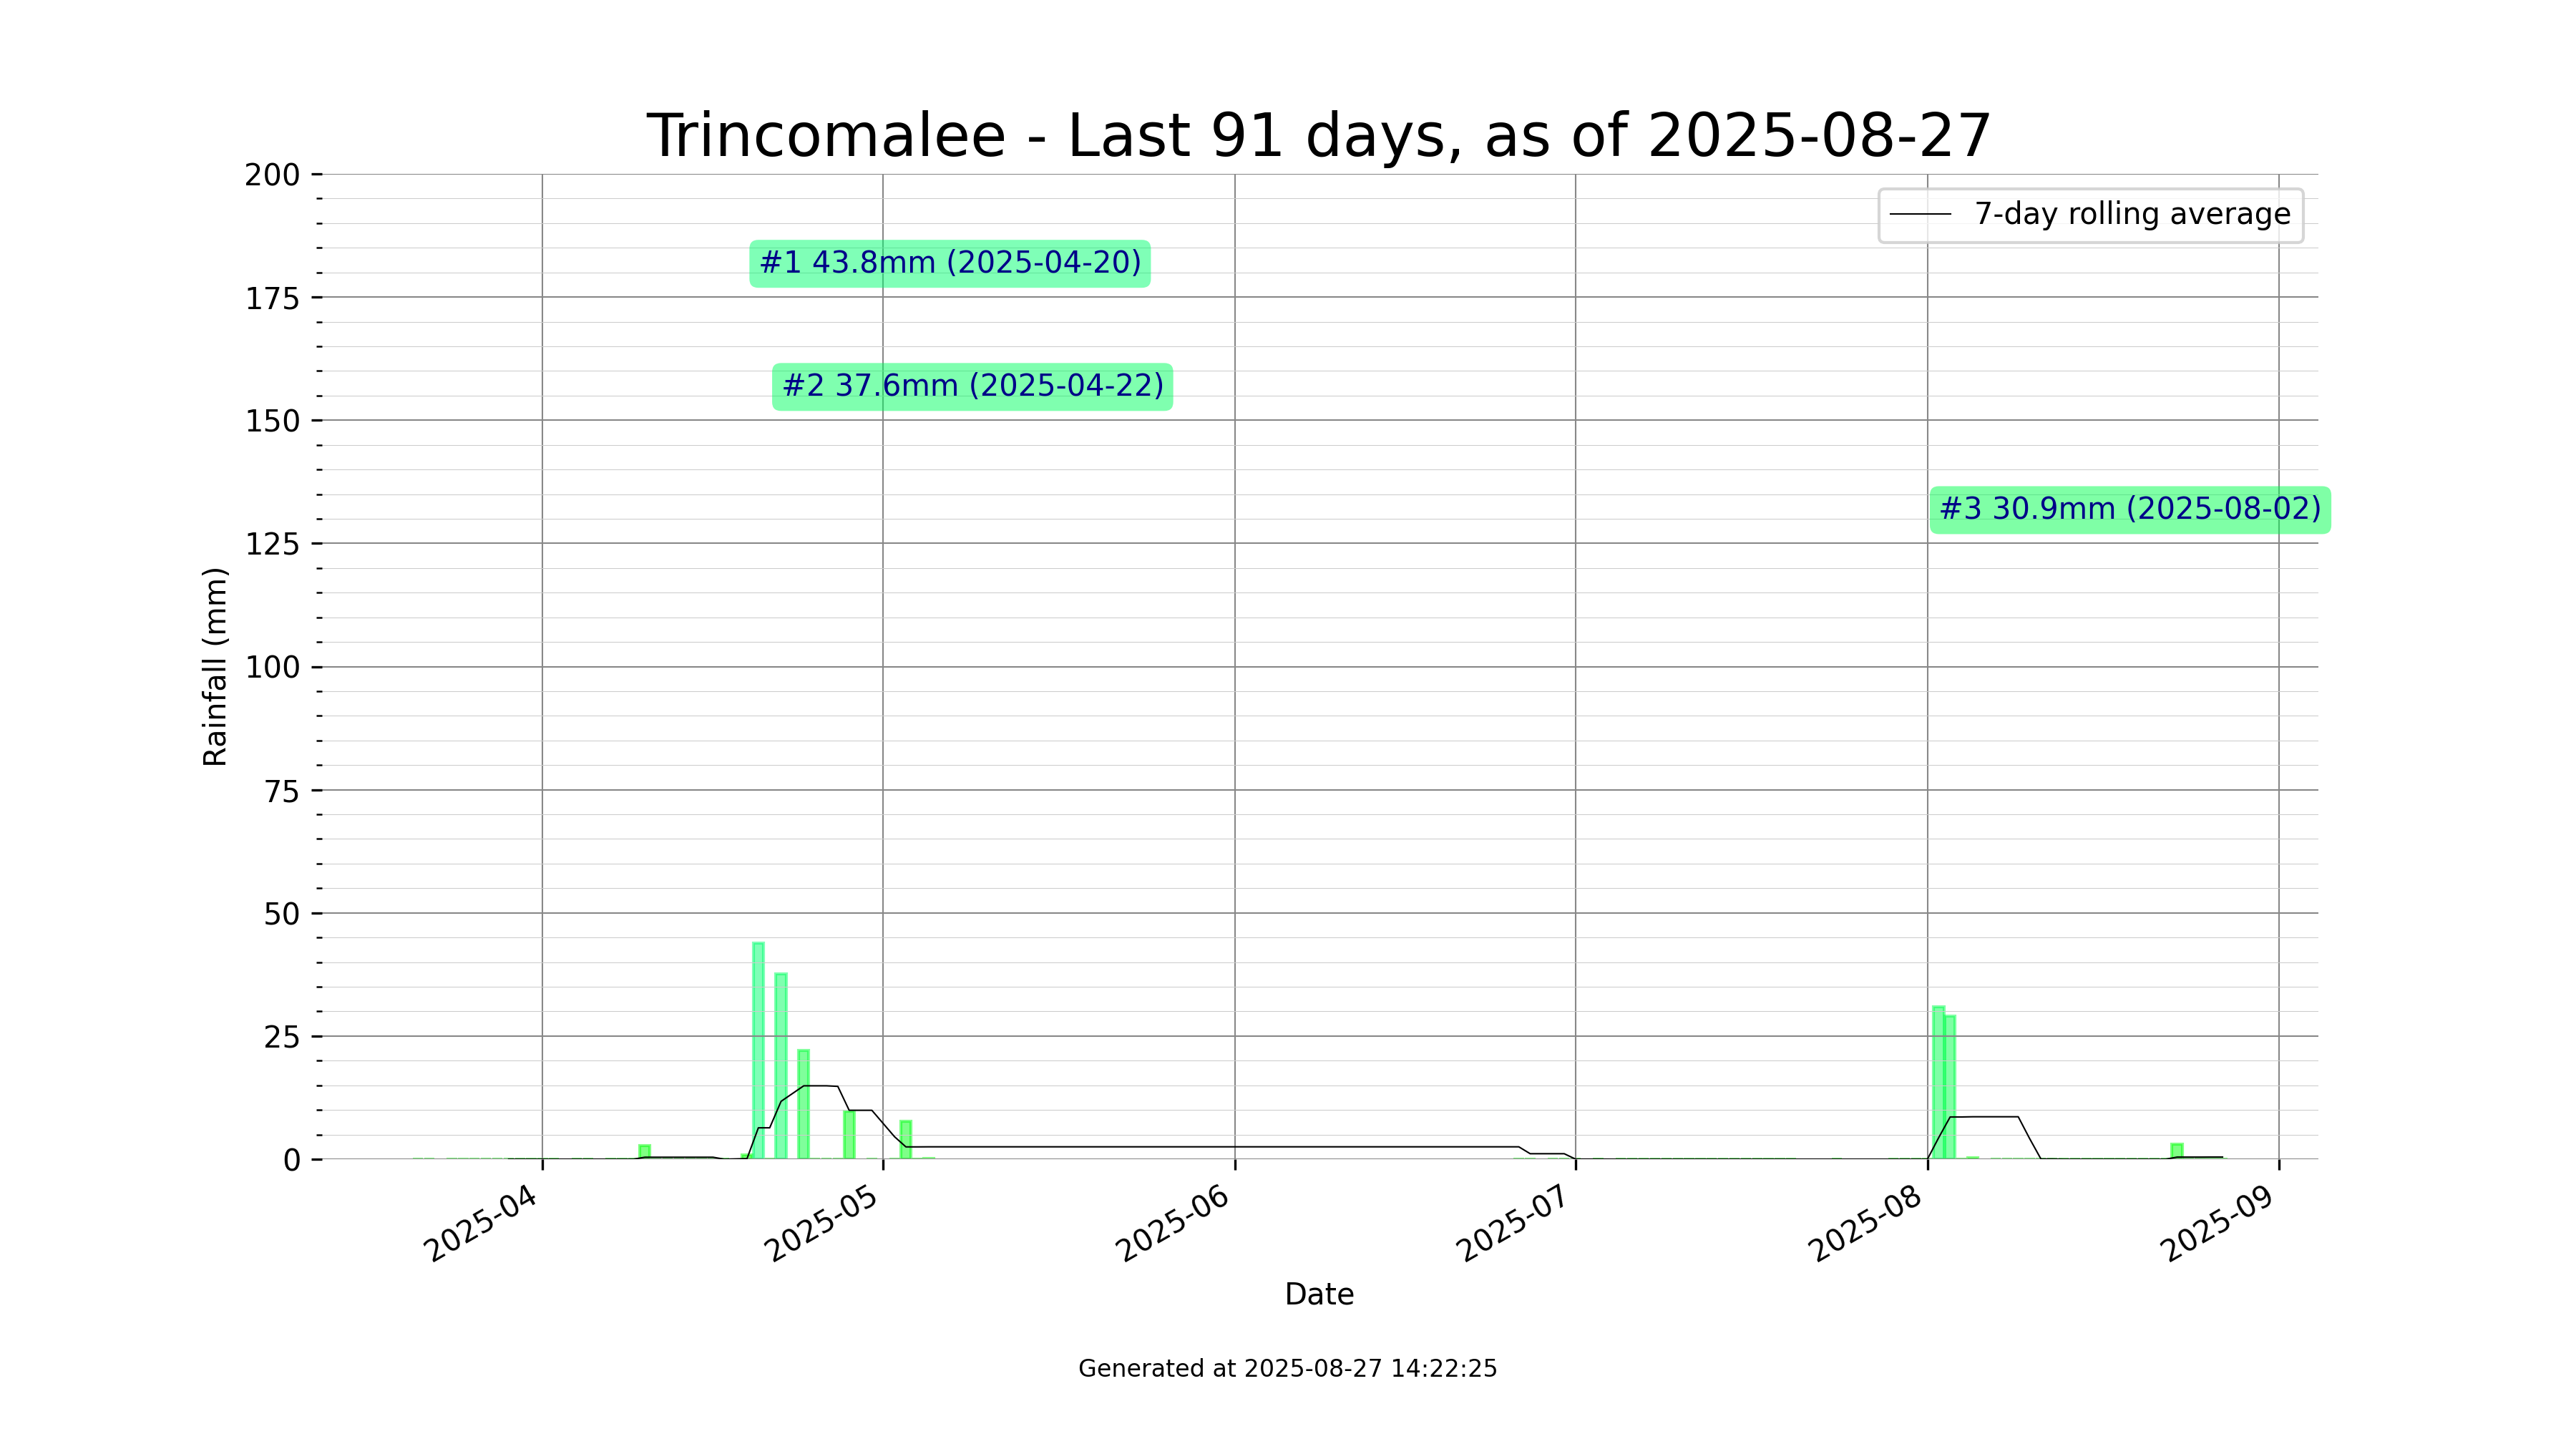 Trincomalee - Last 91 days, as of 2025-08-27
7-day rolling average
#1 43.8mm (2025-04-20)
#2 37.6mm (2025-04-22)
#3 30.9mm (2025-08-02)
Rainfall (mm)
200
175
150
125
100
75
50
25
0
2025-04
2025-05
2025-06
2025-07
2025-08
2025-09
Date
Generated at 2025-08-27 14:22:25